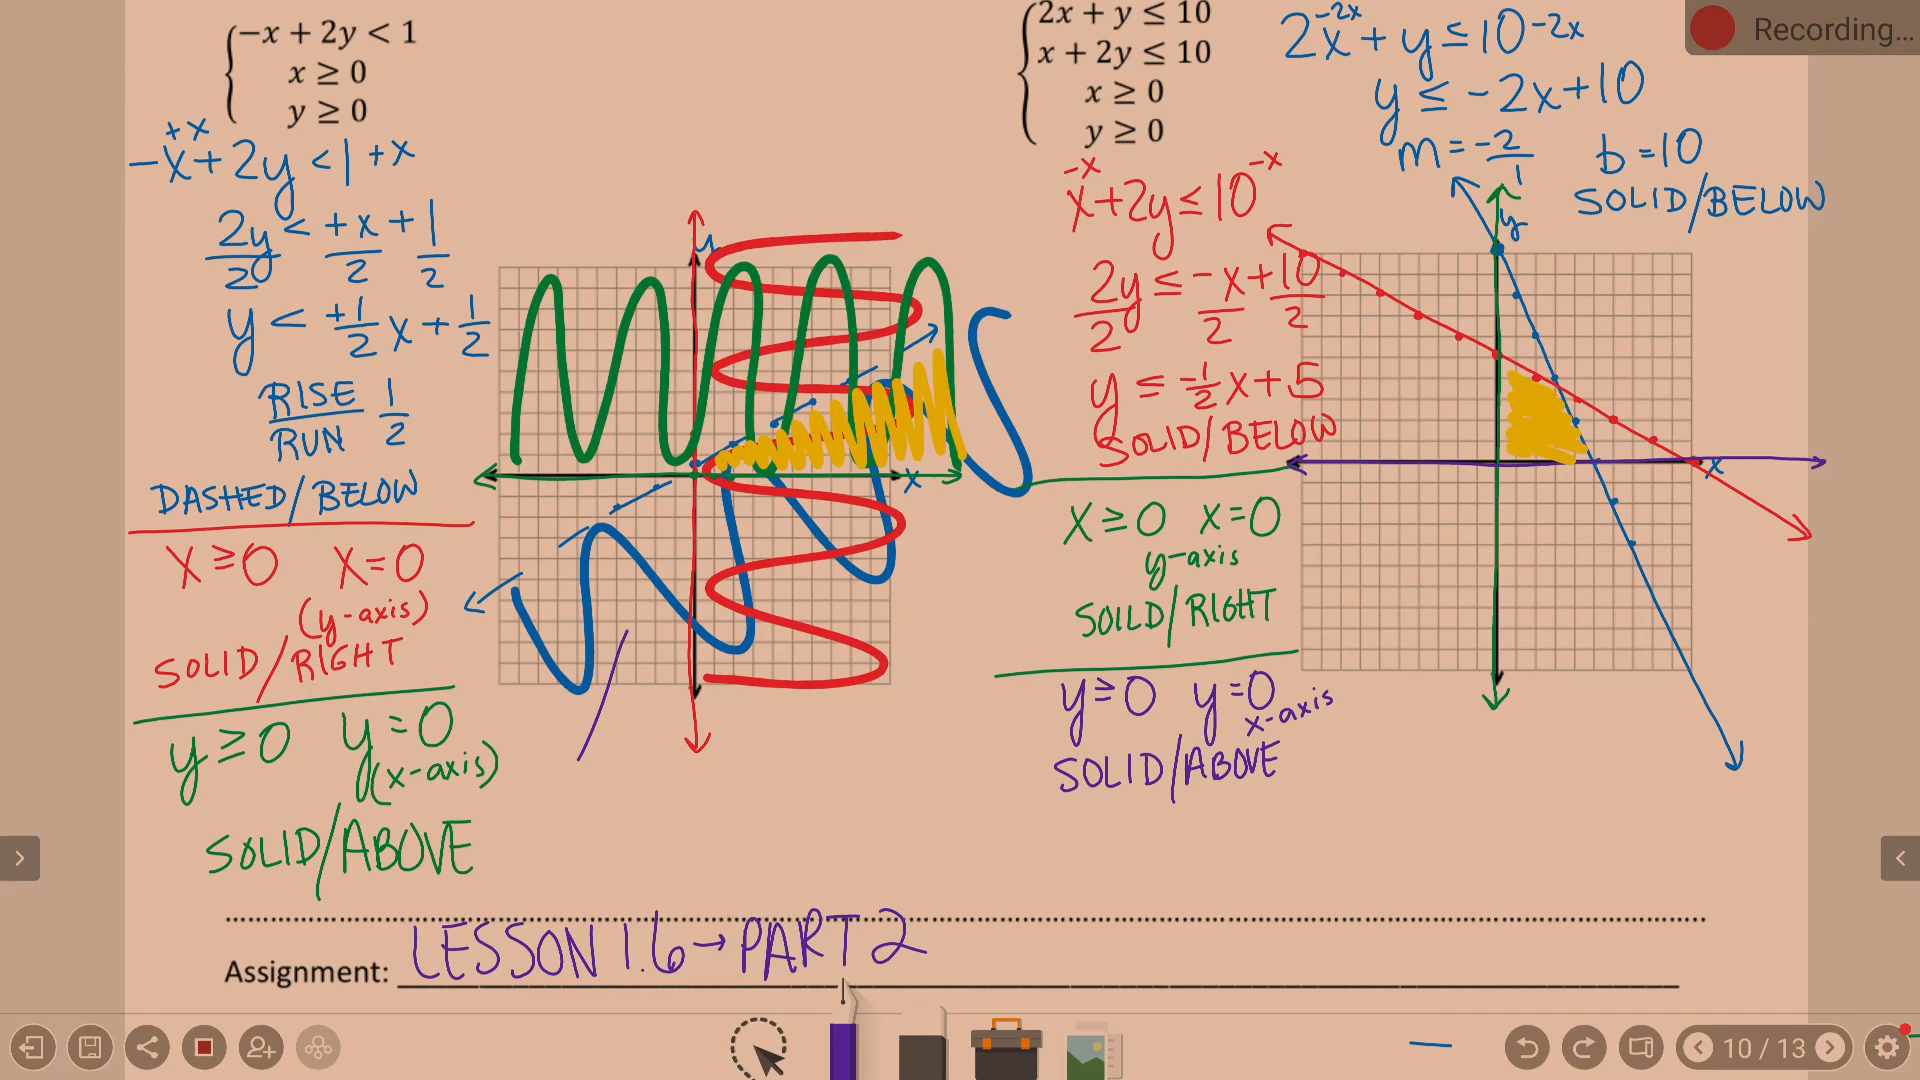 -x + 2y < 1
x ≥ 0
y ≥ 0
+x
-x+2y<1+x
2y < +x + 1
2 2 2
y < +1/2 x + 1/2
RISE 1
RUN 2
DASHED/BELOW
x ≥ 0 x=0
(y-axis)
SOLID/RIGHT
y ≥ 0 y=0
(x-axis)
SOLID/ABOVE
y
x
2x + y ≤ 10
x + 2y ≤ 10
x ≥ 0
y ≥ 0
-2x
2x+y≤10-2x
y ≤ -2x+10
m = -2/1 b=10
SOLID/BELOW
-x -x
x+2y≤10
2y ≤ -x+10
2 2 2
y ≤ -1/2 x+5
SOLID/BELOW
x ≥ 0 x=0
y-axis
SOILD/RIGHT
y ≥ 0 y=0
x-axis
SOLID/ABOVE
y
x
Assignment: LESSON 1.6→PART 2
Recording...
10 / 13